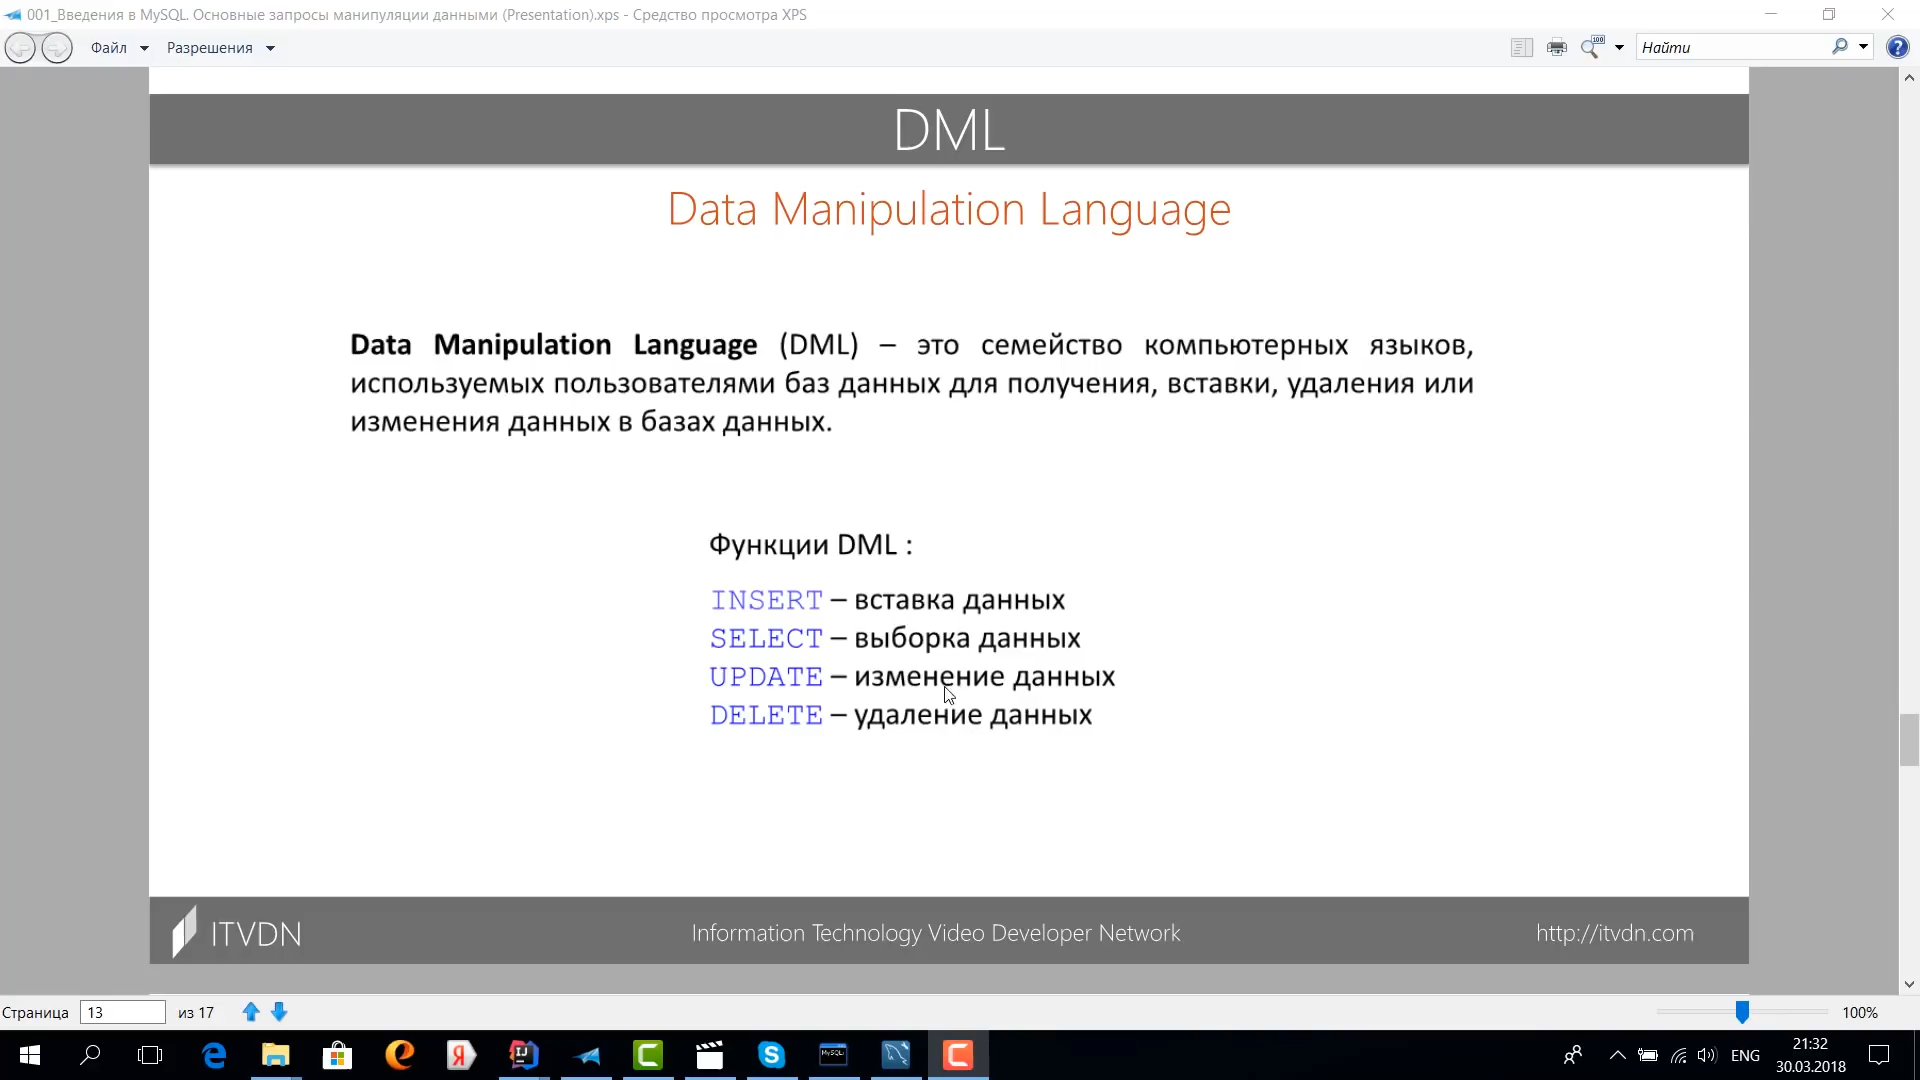 001_Введения в MySQL. Основные запросы манипуляции данными (Presentation).xps - Средство просмотра XPS
Файл Разрешения 100 Найти ?
DML
Data Manipulation Language
Data Manipulation Language (DML) – это семейство компьютерных языков,
используемых пользователями баз данных для получения, вставки, удаления или
изменения данных в базах данных.
Функции DML :
INSERT – вставка данных
SELECT – выборка данных
UPDATE – изменение данных
DELETE – удаление данных
ITVDN Information Technology Video Developer Network http://itvdn.com
Страница 13 из 17 100%
ENG 21:32
30.03.2018